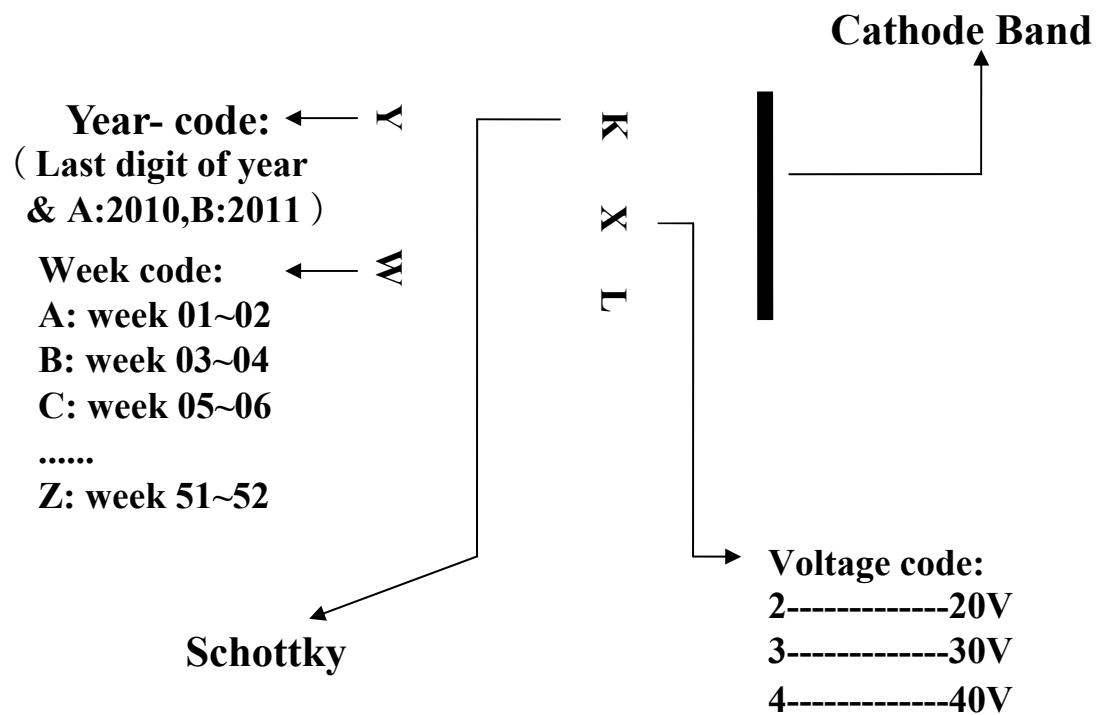 Cathode Band
Year- code:
Y
K
( Last digit of year
& A:2010,B:2011 )
X
Week code:
W
L
A: week 01~02
B: week 03~04
C: week 05~06
......
Z: week 51~52
Voltage code:
2-------------20V
3-------------30V
4-------------40V
Schottky